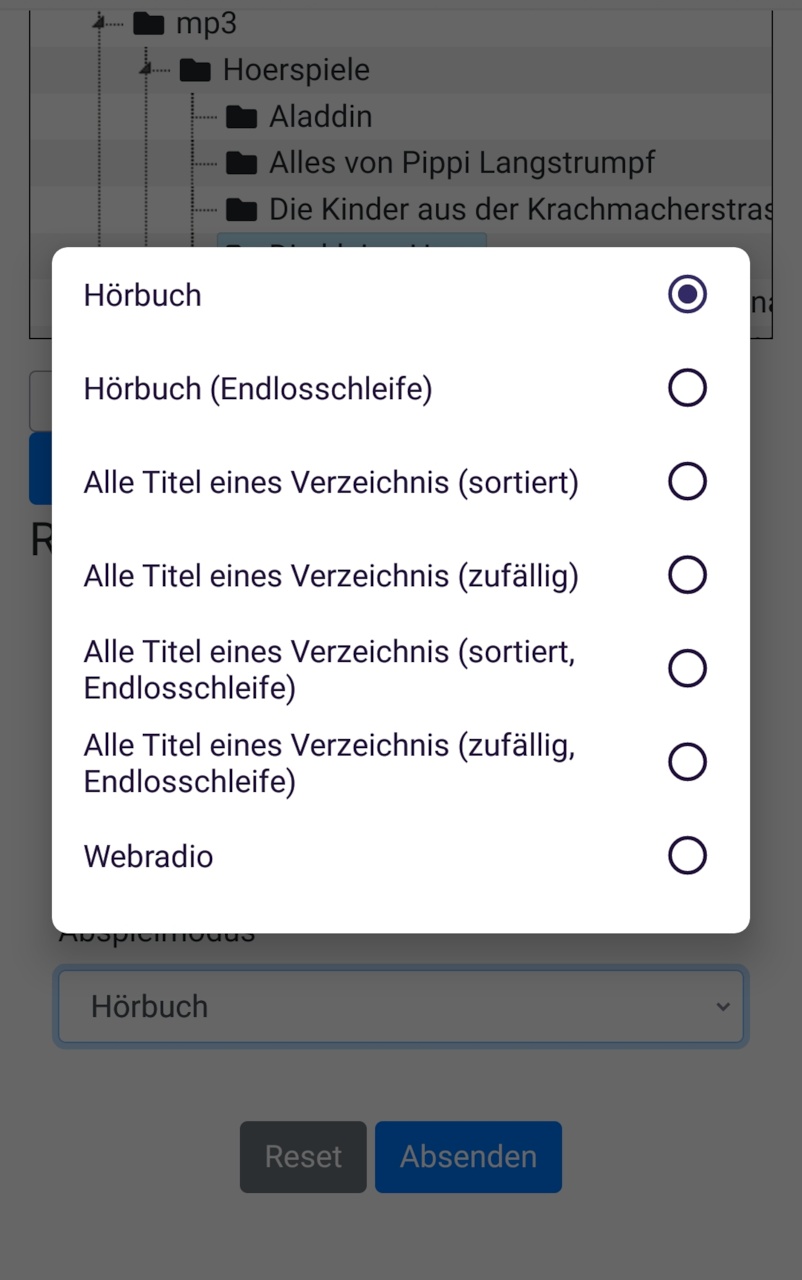 mp3
Hoerspiele
Aladdin
Alles von Pippi Langstrumpf
Die Kinder aus der Krachmacherstras
Hörbuch
Hörbuch (Endlosschleife)
Alle Titel eines Verzeichnis (sortiert)
Alle Titel eines Verzeichnis (zufällig)
Alle Titel eines Verzeichnis (sortiert,
Endlosschleife)
Alle Titel eines Verzeichnis (zufällig,
Endlosschleife)
Webradio
Abspielmodus
Hörbuch
Reset
Absenden